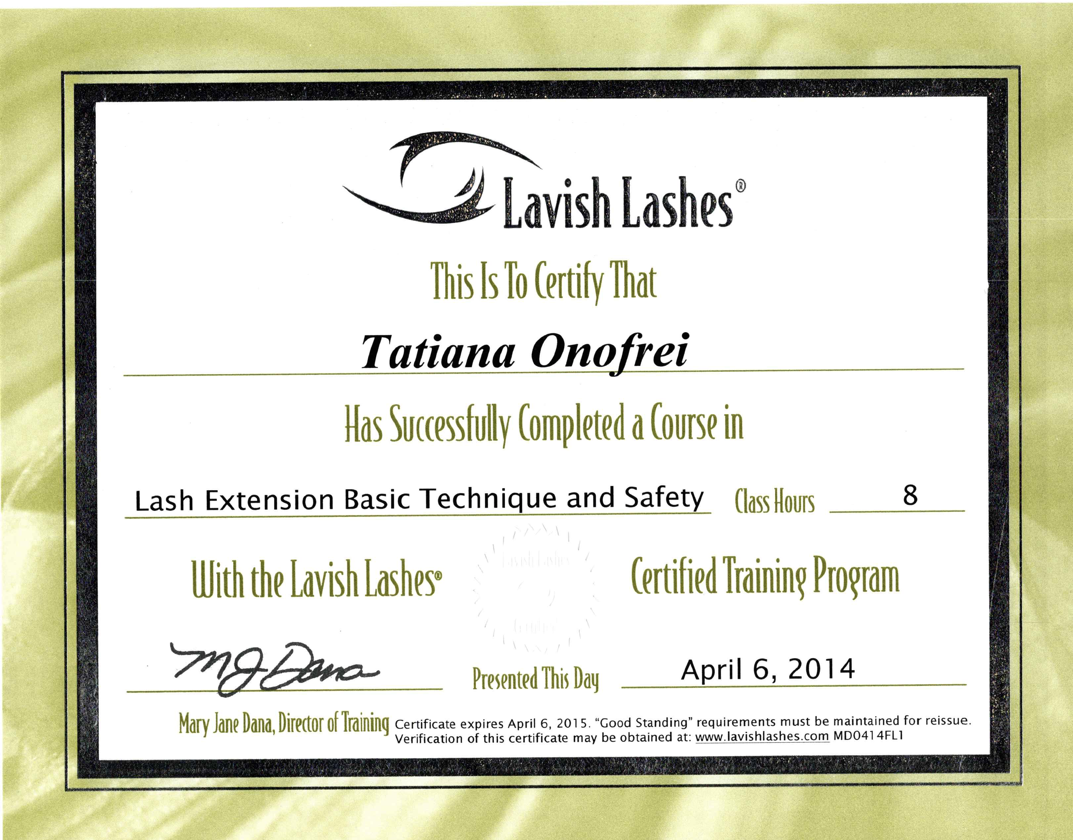 Lavish Lashes®
This Is To Certify That
Tatiana Onofrei
Has Successfully Completed a Course in
Lash Extension Basic Technique and Safety Class Hours 8
Lavish Lashes
With the Lavish Lashes® Certified Training Program
Certified
MJ Dana Presented This Day April 6, 2014
Mary Jane Dana, Director of Training
Certificate expires April 6, 2015. "Good Standing" requirements must be maintained for reissue.
Verification of this certificate may be obtained at: www.lavishlashes.com MD0414FL1